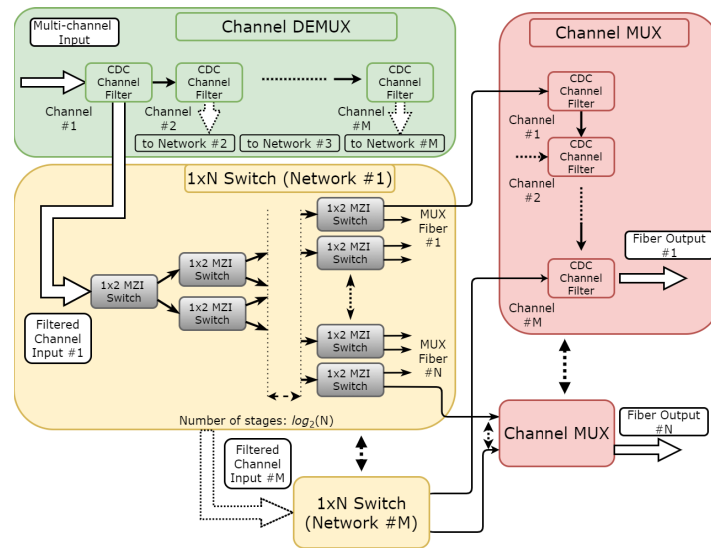 Multi-channel
Input
Channel DEMUX
CDC
Channel
Filter
CDC
Channel
Filter
CDC
Channel
Filter
Channel
#1
Channel
#2
Channel
#M
to Network #2
to Network #3
to Network #M
Channel MUX
CDC
Channel
Filter
Channel
#1
CDC
Channel
Filter
Channel
#2
CDC
Channel
Filter
Channel
#M
Fiber Output
#1
1xN Switch (Network #1)
1x2 MZI
Switch
1x2 MZI
Switch
1x2 MZI
Switch
1x2 MZI
Switch
1x2 MZI
Switch
1x2 MZI
Switch
1x2 MZI
Switch
MUX
Fiber
#1
MUX
Fiber
#N
Filtered
Channel
Input #1
Number of stages: log2(N)
Filtered
Channel
Input #M
1xN Switch
(Network #M)
Channel MUX
Fiber Output
#N